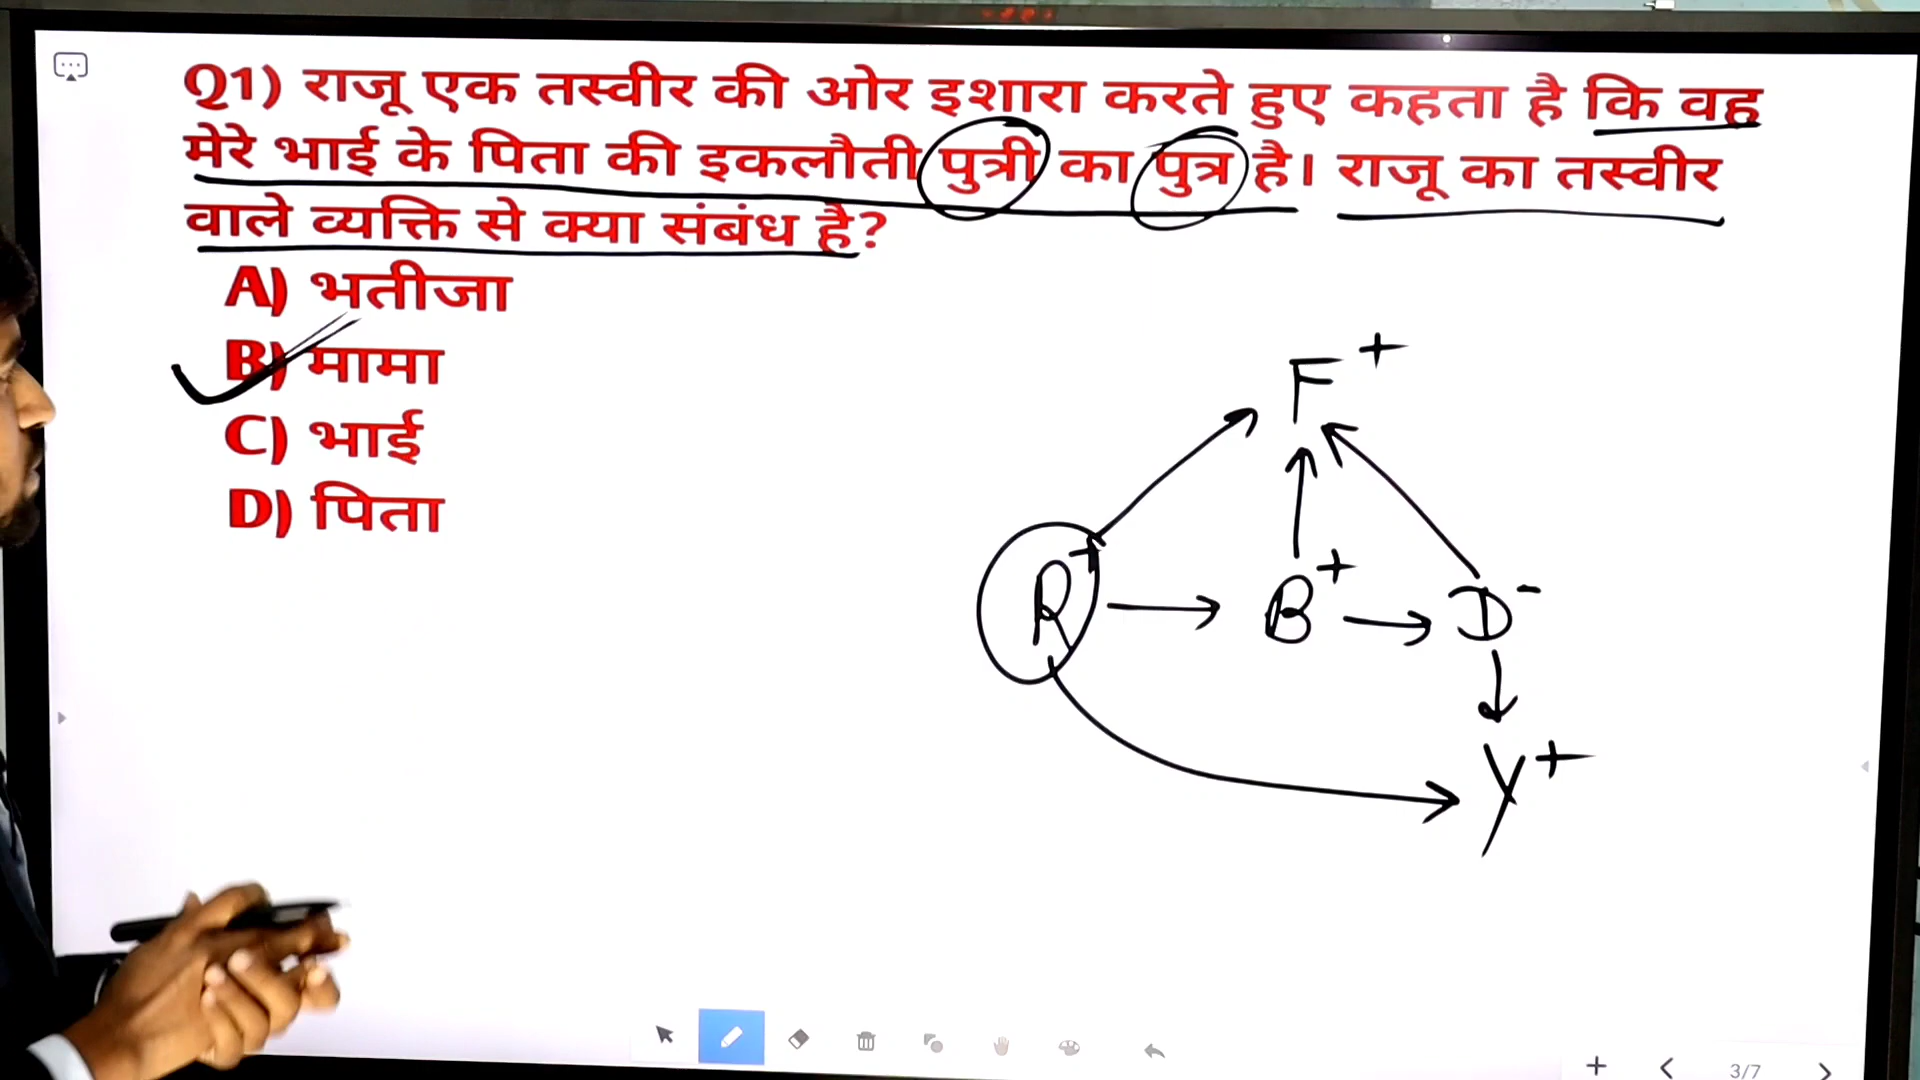 Q1) राजू एक तस्वीर की ओर इशारा करते हुए कहता है कि वह
मेरे भाई के पिता की इकलौती पुत्री का पुत्र है। राजू का तस्वीर
वाले व्यक्ति से क्या संबंध है?
A) भतीजा
B) मामा
C) भाई
D) पिता
F+
R+ → B+ → D-
Y+
3/7